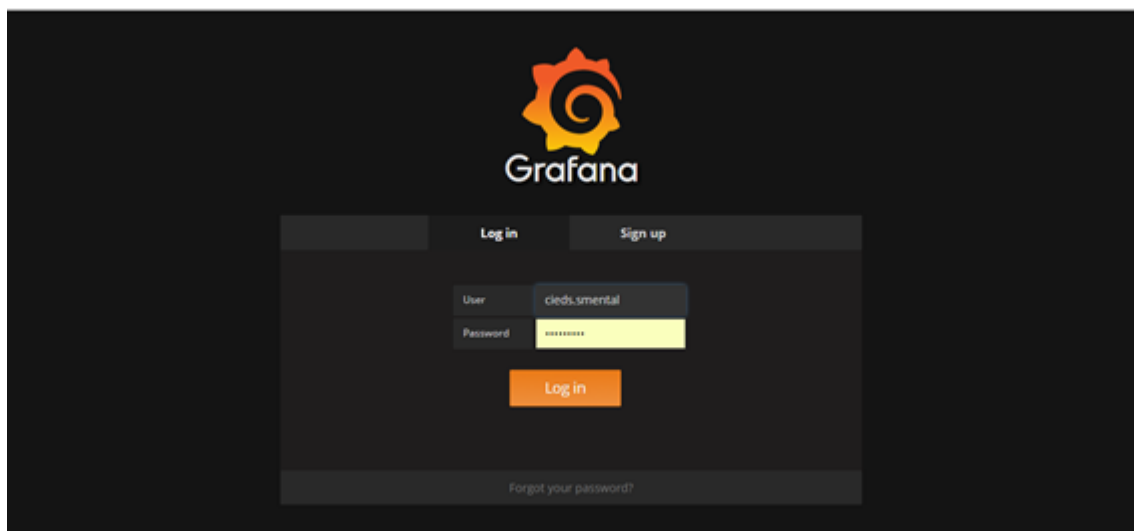 Grafana
Log in Sign up
User cieds.smental
Password •••••••••
Log in
Forgot your password?